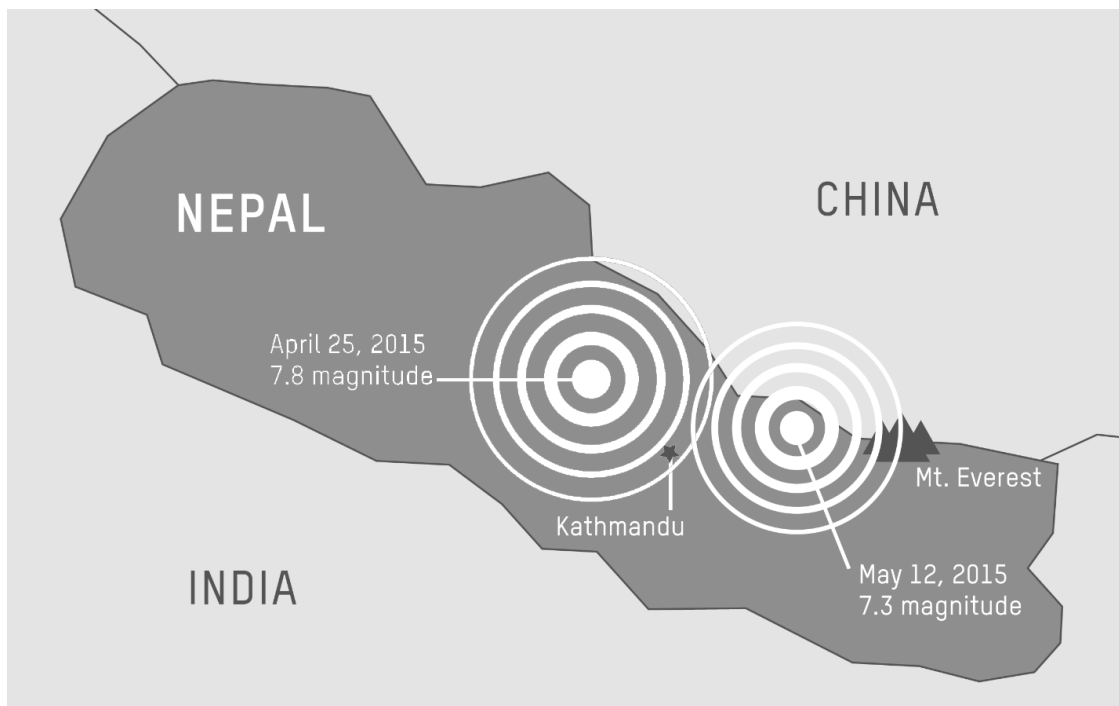 NEPAL
CHINA
April 25, 2015
7.8 magnitude
Mt. Everest
Kathmandu
May 12, 2015
7.3 magnitude
INDIA